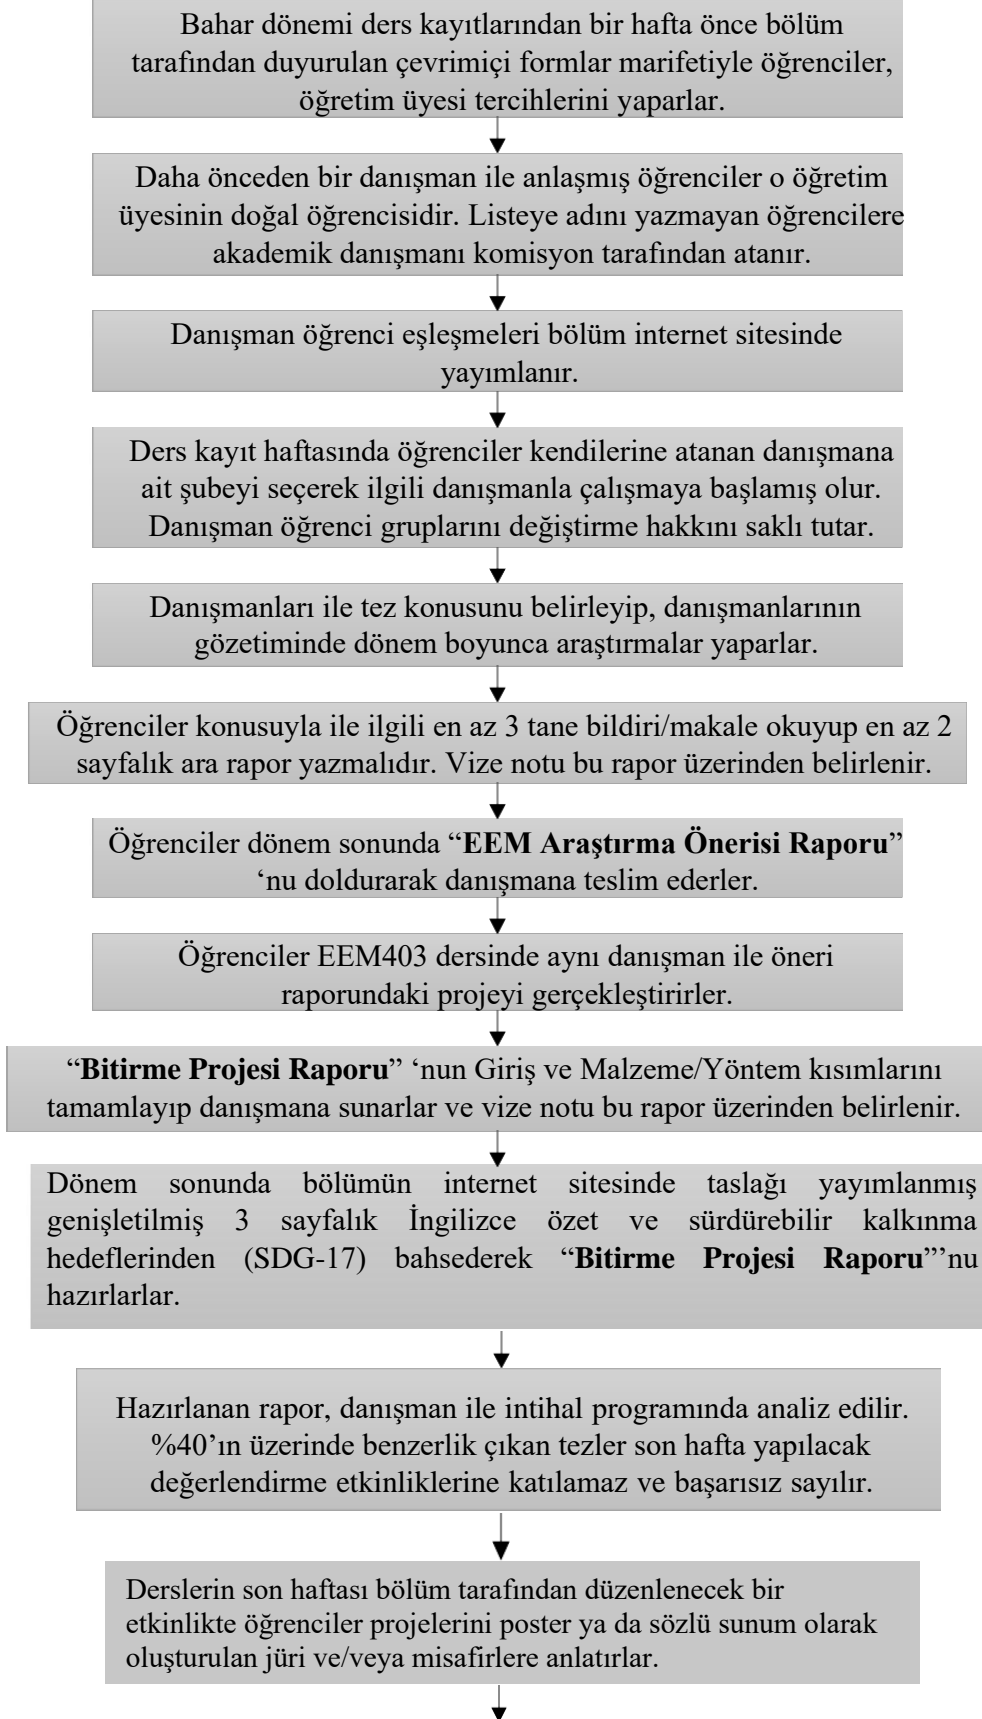 Bahar dönemi ders kayıtlarından bir hafta önce bölüm
tarafından duyurulan çevrimiçi formlar marifetiyle öğrenciler,
öğretim üyesi tercihlerini yaparlar.
Daha önceden bir danışman ile anlaşmış öğrenciler o öğretim
üyesinin doğal öğrencisidir. Listeye adını yazmayan öğrencilere
akademik danışmanı komisyon tarafından atanır.
Danışman öğrenci eşleşmeleri bölüm internet sitesinde
yayımlanır.
Ders kayıt haftasında öğrenciler kendilerine atanan danışmana
ait şubeyi seçerek ilgili danışmanla çalışmaya başlamış olur.
Danışman öğrenci gruplarını değiştirme hakkını saklı tutar.
Danışmanları ile tez konusunu belirleyip, danışmanlarının
gözetiminde dönem boyunca araştırmalar yaparlar.
Öğrenciler konusuyla ile ilgili en az 3 tane bildiri/makale okuyup en az 2
sayfalık ara rapor yazmalıdır. Vize notu bu rapor üzerinden belirlenir.
Öğrenciler dönem sonunda “EEM Araştırma Önerisi Raporu”
‘nu doldurarak danışmana teslim ederler.
Öğrenciler EEM403 dersinde aynı danışman ile öneri
raporundaki projeyi gerçekleştirirler.
“Bitirme Projesi Raporu” ‘nun Giriş ve Malzeme/Yöntem kısımlarını
tamamlayıp danışmana sunarlar ve vize notu bu rapor üzerinden belirlenir.
Dönem sonunda bölümün internet sitesinde taslağı yayımlanmış
genişletilmiş 3 sayfalık İngilizce özet ve sürdürebilir kalkınma
hedeflerinden (SDG-17) bahsederek “Bitirme Projesi Raporu”’nu
hazırlarlar.
Hazırlanan rapor, danışman ile intihal programında analiz edilir.
%40’ın üzerinde benzerlik çıkan tezler son hafta yapılacak
değerlendirme etkinliklerine katılamaz ve başarısız sayılır.
Derslerin son haftası bölüm tarafından düzenlenecek bir
etkinlikte öğrenciler projelerini poster ya da sözlü sunum olarak
oluşturulan jüri ve/veya misafirlere anlatırlar.